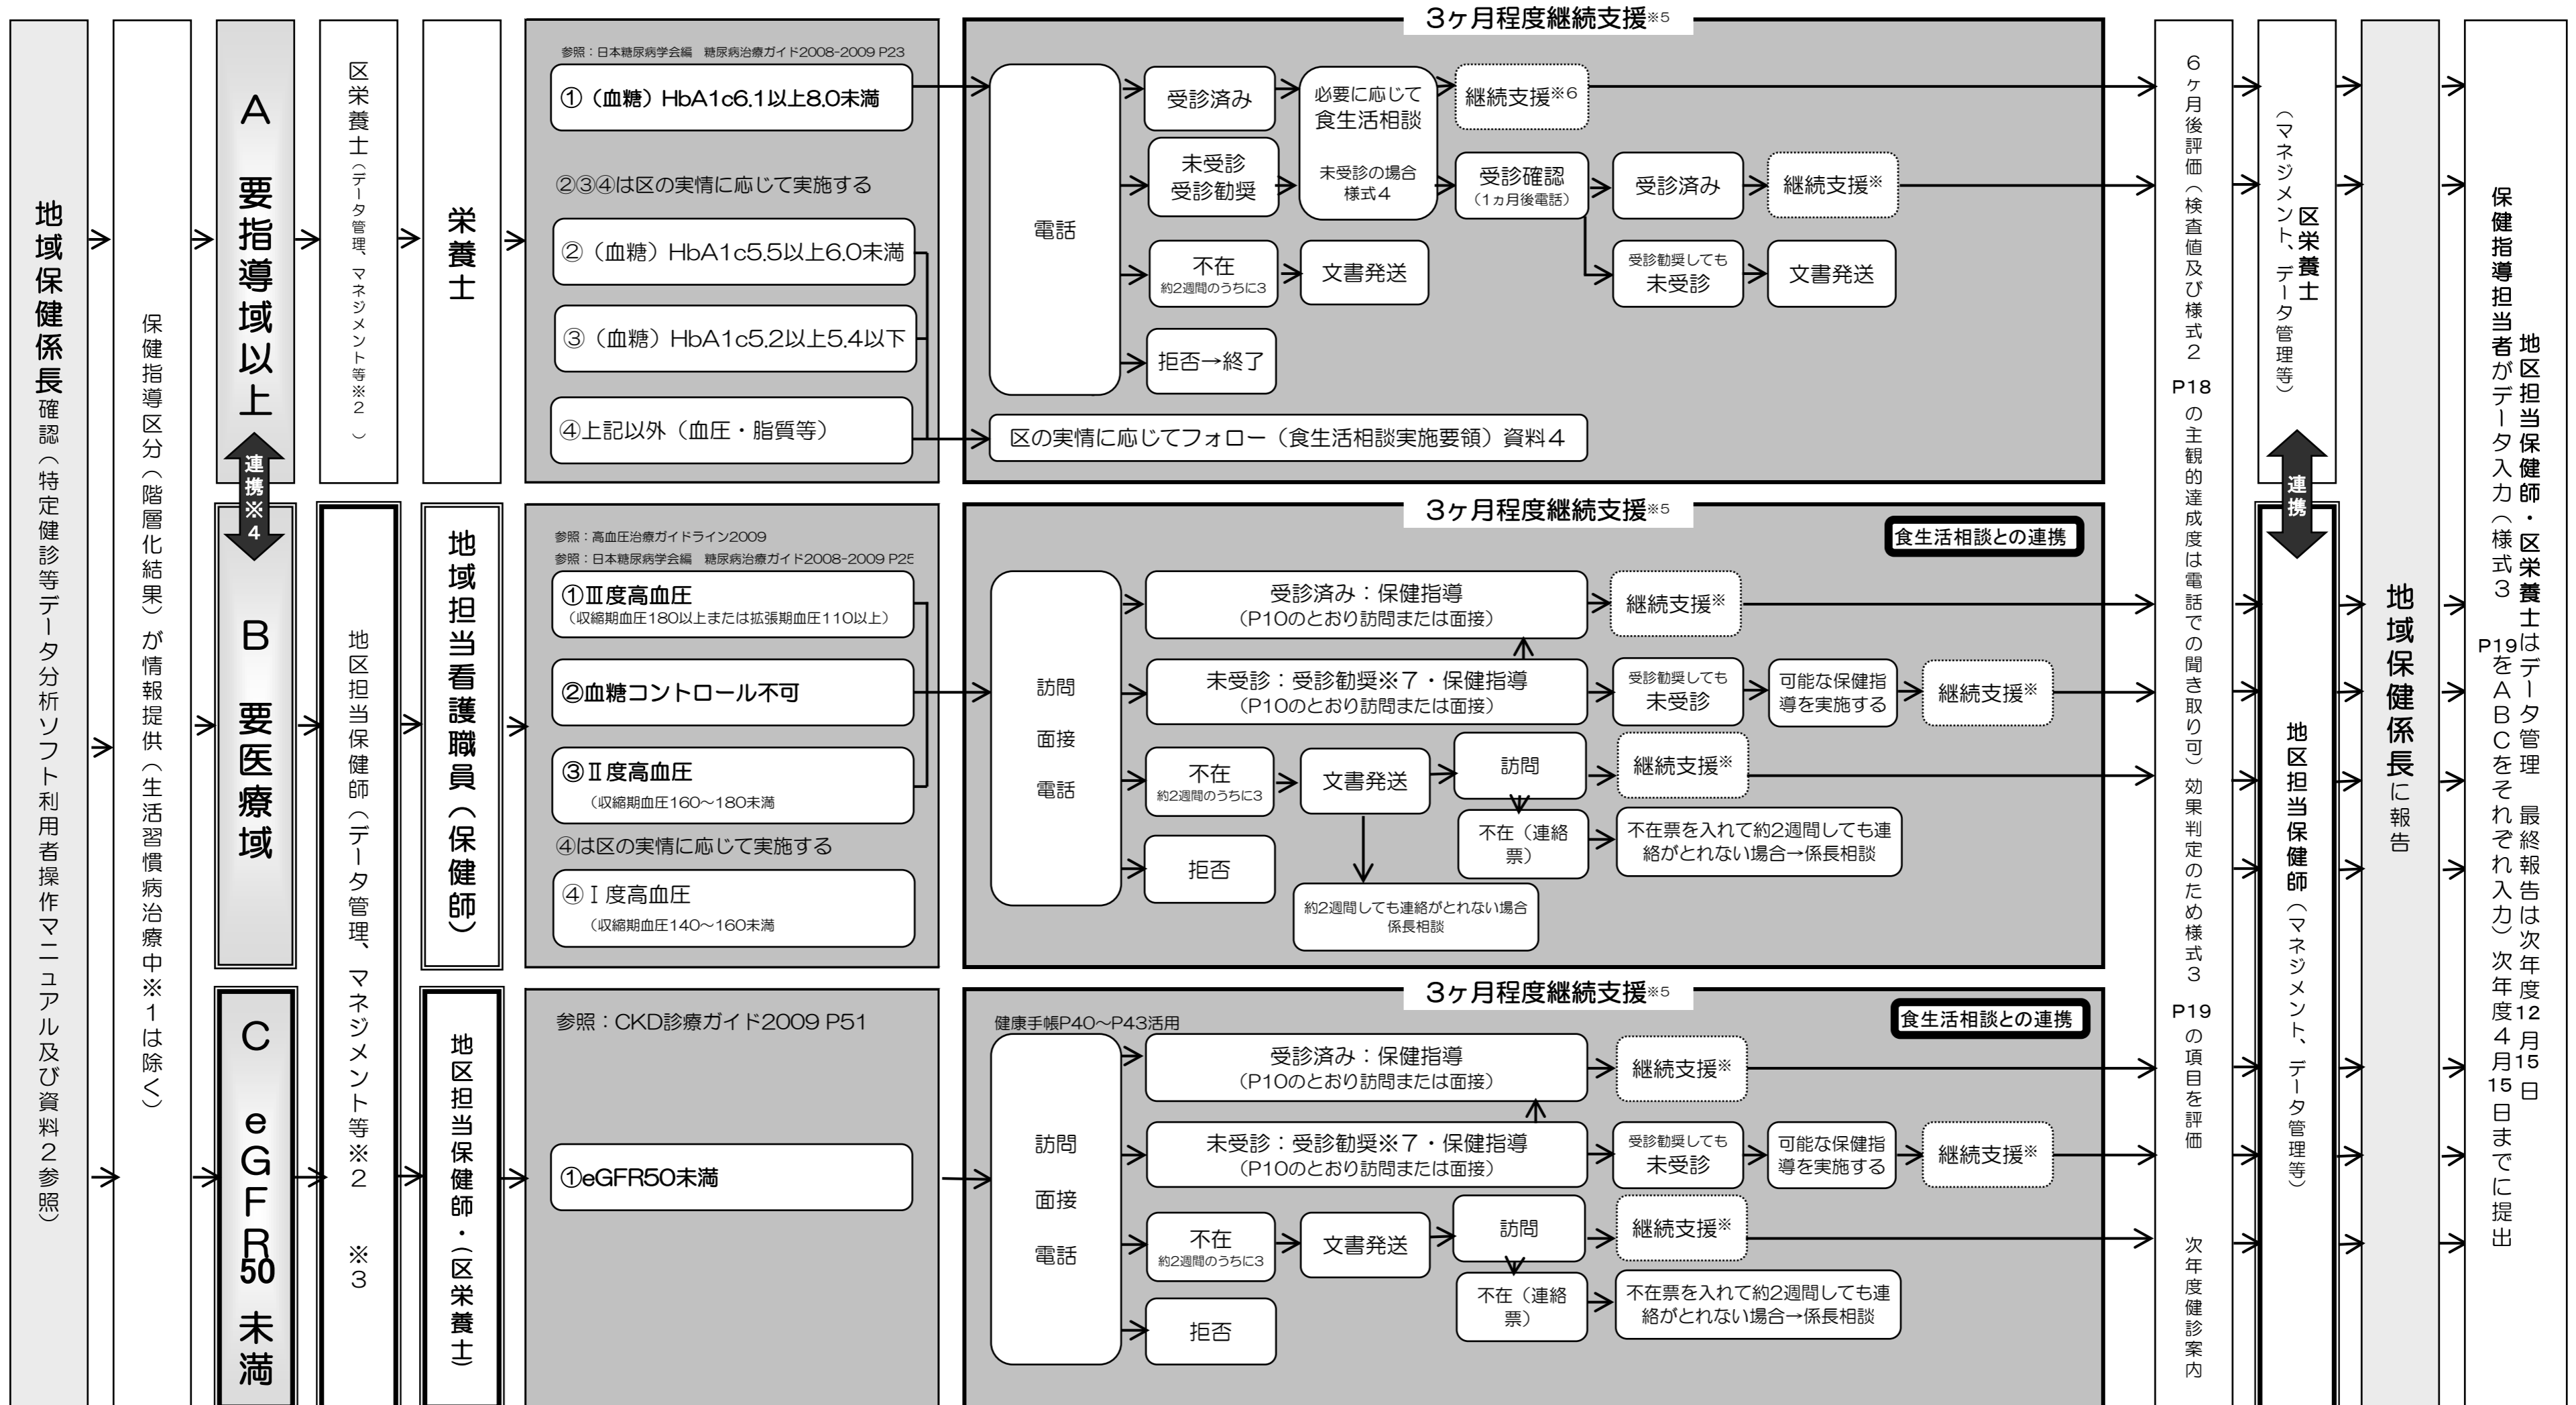 地域保健係長確認（特定健診等データ分析ソフト利用者操作マニュアル及び資料２参照）
保健指導区分（階層化結果）が情報提供（生活習慣病治療中※１は除く）
A　要指導域以上
連携※４
B　要医療域
C　eGFR50未満
区栄養士（データ管理、マネジメント等※２　）
地区担当保健師（データ管理、マネジメント等※２　※３
栄養士
地域担当看護職員（保健師）
地区担当保健師・（区栄養士）
参照：日本糖尿病学会編　糖尿病治療ガイド2008-2009 P23
①（血糖）HbA1c6.1以上8.0未満
②③④は区の実情に応じて実施する
②（血糖）HbA1c5.5以上6.0未満
③（血糖）HbA1c5.2以上5.4以下
④上記以外（血圧・脂質等）
3ヶ月程度継続支援※5
電話
受診済み
未受診
受診勧奨
不在
約2週間のうちに3
拒否→終了
必要に応じて
食生活相談
未受診の場合
様式４
文書発送
継続支援※6
受診確認
（1ヵ月後電話）
受診済み
継続支援※
受診勧奨しても
未受診
文書発送
区の実情に応じてフォロー（食生活相談実施要領）資料４
参照：高血圧治療ガイドライン2009
参照：日本糖尿病学会編　糖尿病治療ガイド2008-2009 P25
①Ⅲ度高血圧
（収縮期血圧180以上または拡張期血圧110以上）
②血糖コントロール不可
③Ⅱ度高血圧
（収縮期血圧160～180未満
④は区の実情に応じて実施する
④Ⅰ度高血圧
（収縮期血圧140～160未満
3ヶ月程度継続支援※5
食生活相談との連携
訪問
面接
電話
受診済み：保健指導
（P10のとおり訪問または面接）
継続支援※
未受診：受診勧奨※７・保健指導
（P10のとおり訪問または面接）
受診勧奨しても
未受診
可能な保健指
導を実施する
継続支援※
不在
約2週間のうちに3
文書発送
訪問
継続支援※
不在（連絡
票）
不在票を入れて約2週間しても連
絡がとれない場合→係長相談
拒否
約2週間しても連絡がとれない場合
係長相談
参照：CKD診療ガイド2009 P51
①eGFR50未満
3ヶ月程度継続支援※5
食生活相談との連携
健康手帳P40～P43活用
訪問
面接
電話
受診済み：保健指導
（P10のとおり訪問または面接）
継続支援※
未受診：受診勧奨※７・保健指導
（P10のとおり訪問または面接）
受診勧奨しても
未受診
可能な保健指
導を実施する
継続支援※
不在
約2週間のうちに3
文書発送
訪問
継続支援※
不在（連絡
票）
不在票を入れて約2週間しても連
絡がとれない場合→係長相談
拒否
６ヶ月後評価（検査値及び様式２　P18の主観的達成度は電話での聞き取り可）効果判定のため様式３　P19の項目を評価　次年度健診案内
区栄養士
（マネジメント、データ管理等）
連携
地区担当保健師（マネジメント、データ管理等）
地域保健係長に報告
地区担当保健師・区栄養士はデータ管理　最終報告は次年度12月15日
保健指導担当者がデータ入力（様式３　P19をＡＢＣをそれぞれ入力）次年度４月15日までに提出